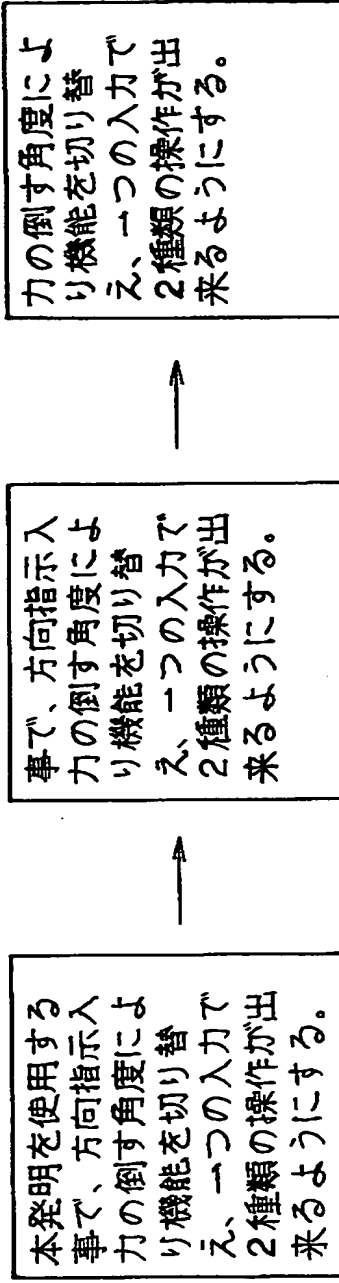 本発明を使用する
事で、方向指示入
力の倒す角度によ
り機能を切り替
え、一つの入力で
2種類の操作が出
来るようにする。
事で、方向指示入
力の倒す角度によ
り機能を切り替
え、一つの入力で
2種類の操作が出
来るようにする。
力の倒す角度によ
り機能を切り替
え、一つの入力で
2種類の操作が出
来るようにする。